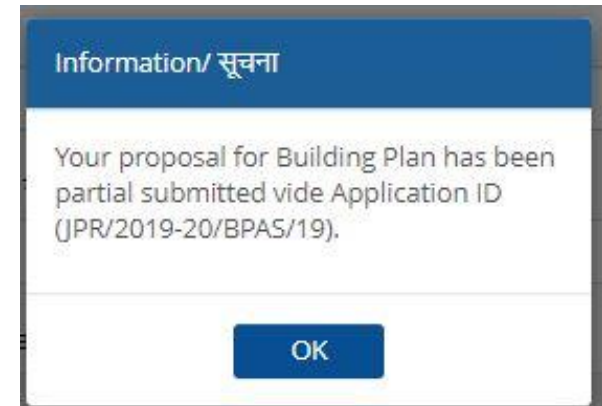 Information/ सूचना
Your proposal for Building Plan has been
partial submitted vide Application ID
(JPR/2019-20/BPAS/19).
OK